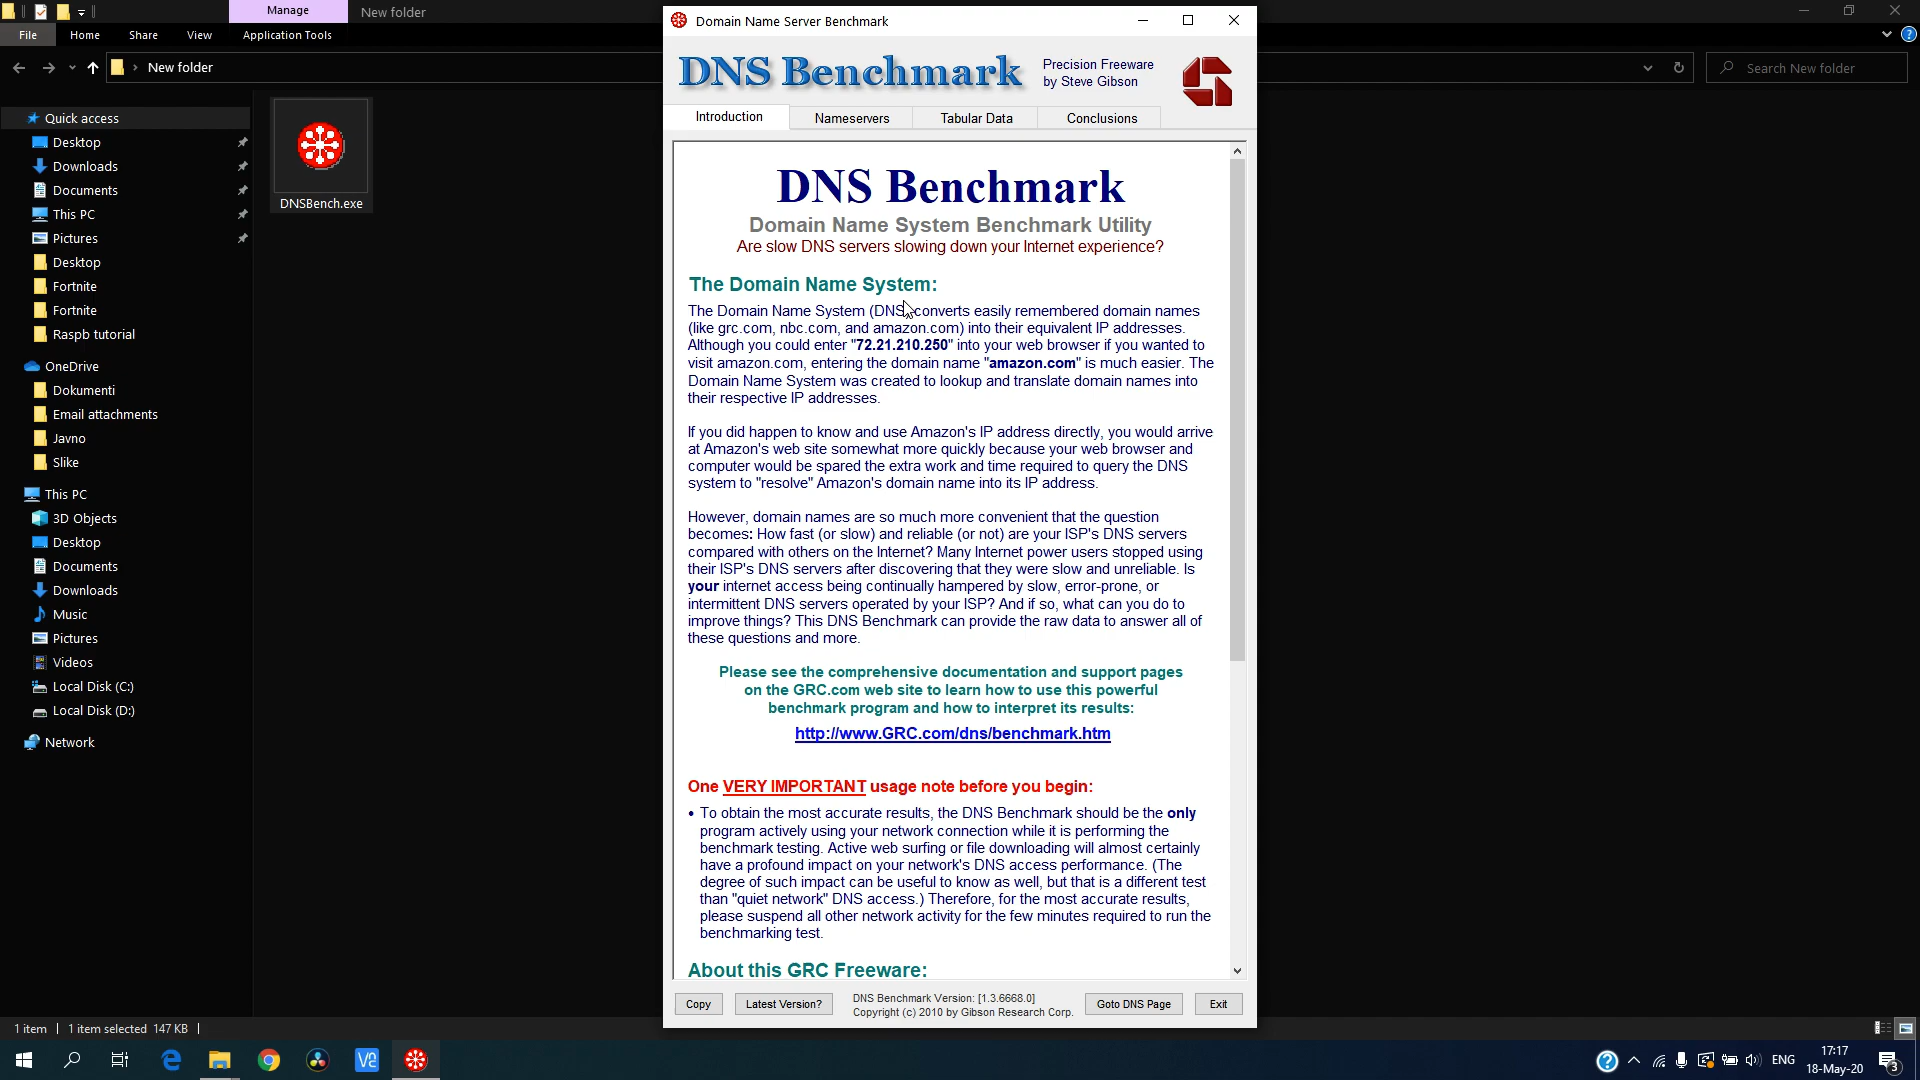 Manage
New folder
File
Home
Share
View
Application Tools
New folder
Search New folder
Quick access
Desktop
Downloads
Documents
This PC
Pictures
Desktop
Fortnite
Fortnite
Raspb tutorial
OneDrive
Dokumenti
Email attachments
Javno
Slike
This PC
3D Objects
Desktop
Documents
Downloads
Music
Pictures
Videos
Local Disk (C:)
Local Disk (D:)
Network
DNSBench.exe
Domain Name Server Benchmark
DNS Benchmark
Precision Freeware
by Steve Gibson
Introduction
Nameservers
Tabular Data
Conclusions
DNS Benchmark
Domain Name System Benchmark Utility
Are slow DNS servers slowing down your Internet experience?
The Domain Name System:
The Domain Name System (DNS) converts easily remembered domain names
(like grc.com, nbc.com, and amazon.com) into their equivalent IP addresses.
Although you could enter "72.21.210.250" into your web browser if you wanted to
visit amazon.com, entering the domain name "amazon.com" is much easier. The
Domain Name System was created to lookup and translate domain names into
their respective IP addresses.
If you did happen to know and use Amazon's IP address directly, you would arrive
at Amazon's web site somewhat more quickly because your web browser and
computer would be spared the extra work and time required to query the DNS
system to "resolve" Amazon's domain name into its IP address.
However, domain names are so much more convenient that the question
becomes: How fast (or slow) and reliable (or not) are your ISP's DNS servers
compared with others on the Internet? Many Internet power users stopped using
their ISP's DNS servers after discovering that they were slow and unreliable. Is
your internet access being continually hampered by slow, error-prone, or
intermittent DNS servers operated by your ISP? And if so, what can you do to
improve things? This DNS Benchmark can provide the raw data to answer all of
these questions and more.
Please see the comprehensive documentation and support pages
on the GRC.com web site to learn how to use this powerful
benchmark program and how to interpret its results:
http://www.GRC.com/dns/benchmark.htm
One VERY IMPORTANT usage note before you begin:
• To obtain the most accurate results, the DNS Benchmark should be the only
program actively using your network connection while it is performing the
benchmark testing. Active web surfing or file downloading will almost certainly
have a profound impact on your network's DNS access performance. (The
degree of such impact can be useful to know as well, but that is a different test
than "quiet network" DNS access.) Therefore, for the most accurate results,
please suspend all other network activity for the few minutes required to run the
benchmarking test.
About this GRC Freeware:
Copy
Latest Version?
DNS Benchmark Version: [1.3.6668.0]
Copyright (c) 2010 by Gibson Research Corp.
Goto DNS Page
Exit
1 item
1 item selected 147 KB
ENG
17:17
18-May-20
3